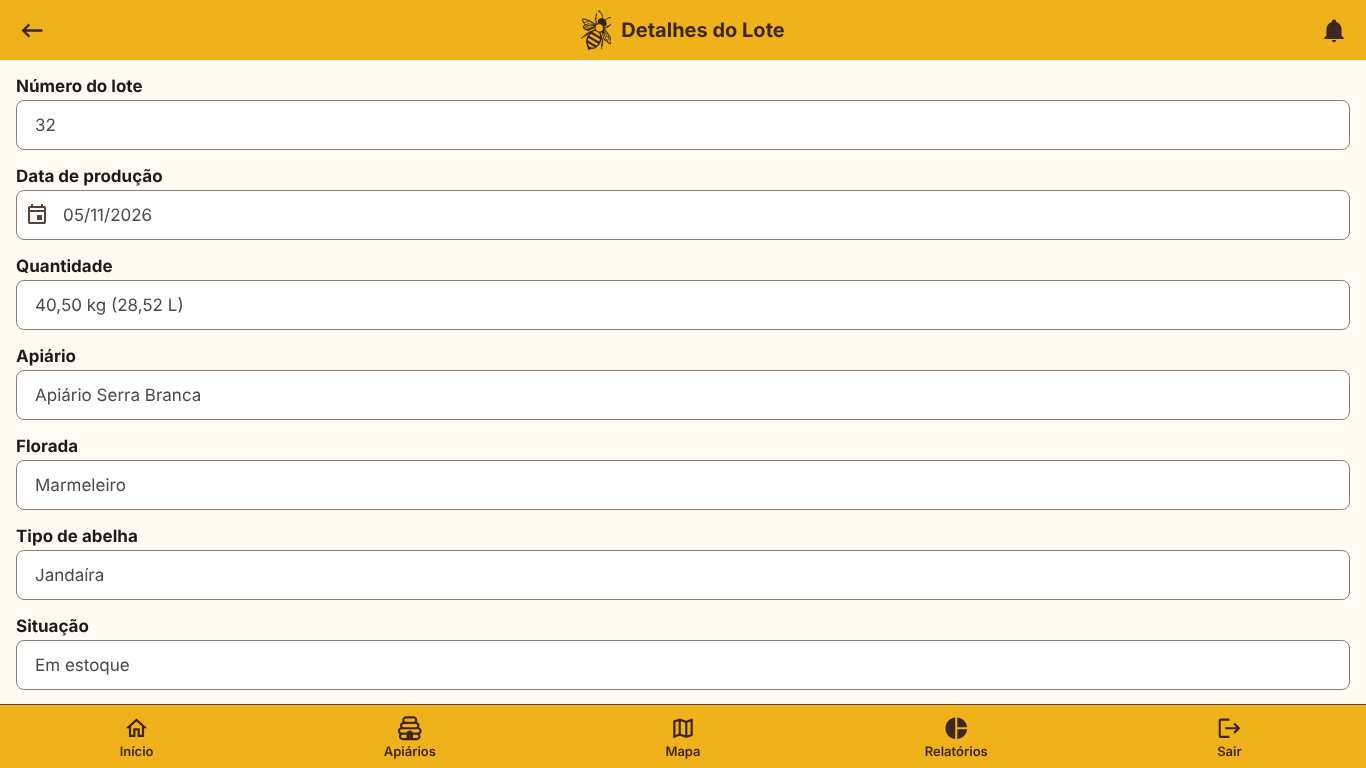 Detalhes do Lote
Número do lote
32
Data de produção
05/11/2026
Quantidade
40,50 kg (28,52 L)
Apiário
Apiário Serra Branca
Florada
Marmeleiro
Tipo de abelha
Jandaíra
Situação
Em estoque
Início
Apiários
Mapa
Relatórios
Sair